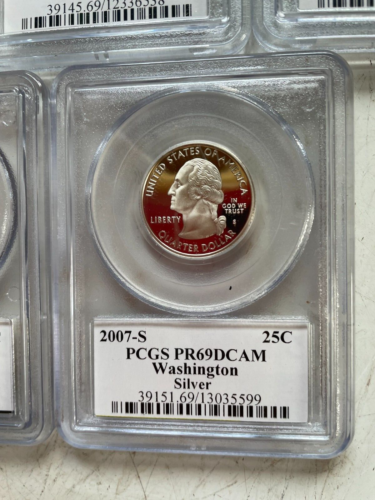 39145.69/12336538
UNITED STATES OF AMERICA
LIBERTY
IN
GOD WE
TRUST
S
QUARTER DOLLAR
2007-S 25C
PCGS PR69DCAM
Washington
Silver
39151.69/13035599